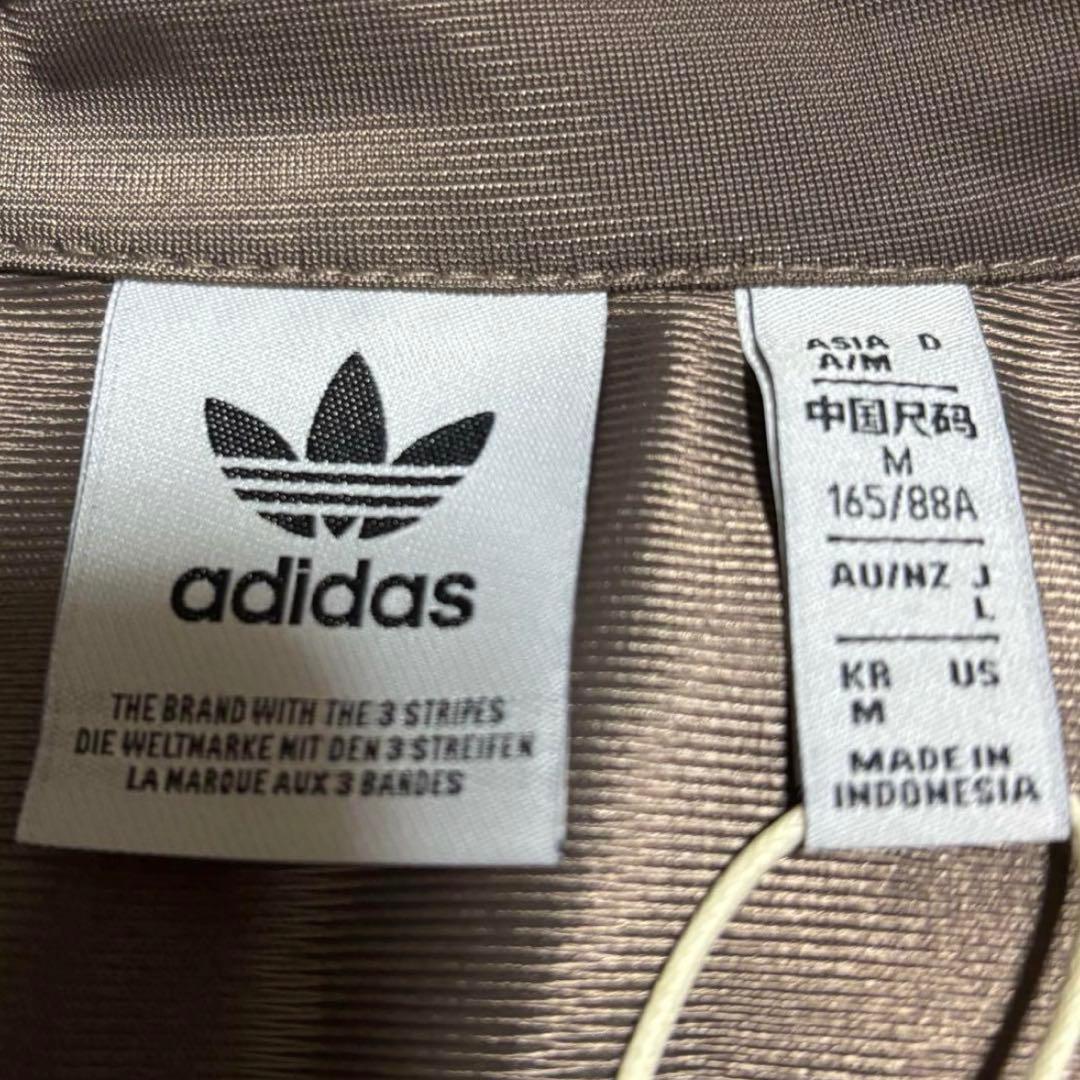 adidas
THE BRAND WITH THE 3 STRIPES
DIE WELTMARKE MIT DEN 3 STREIFEN
LA MARQUE AUX 3 BANDES
ASIA D
A/M
中国尺码
M
165/88A
AU/NZ J
L
KR US
M
MADE IN
INDONESIA